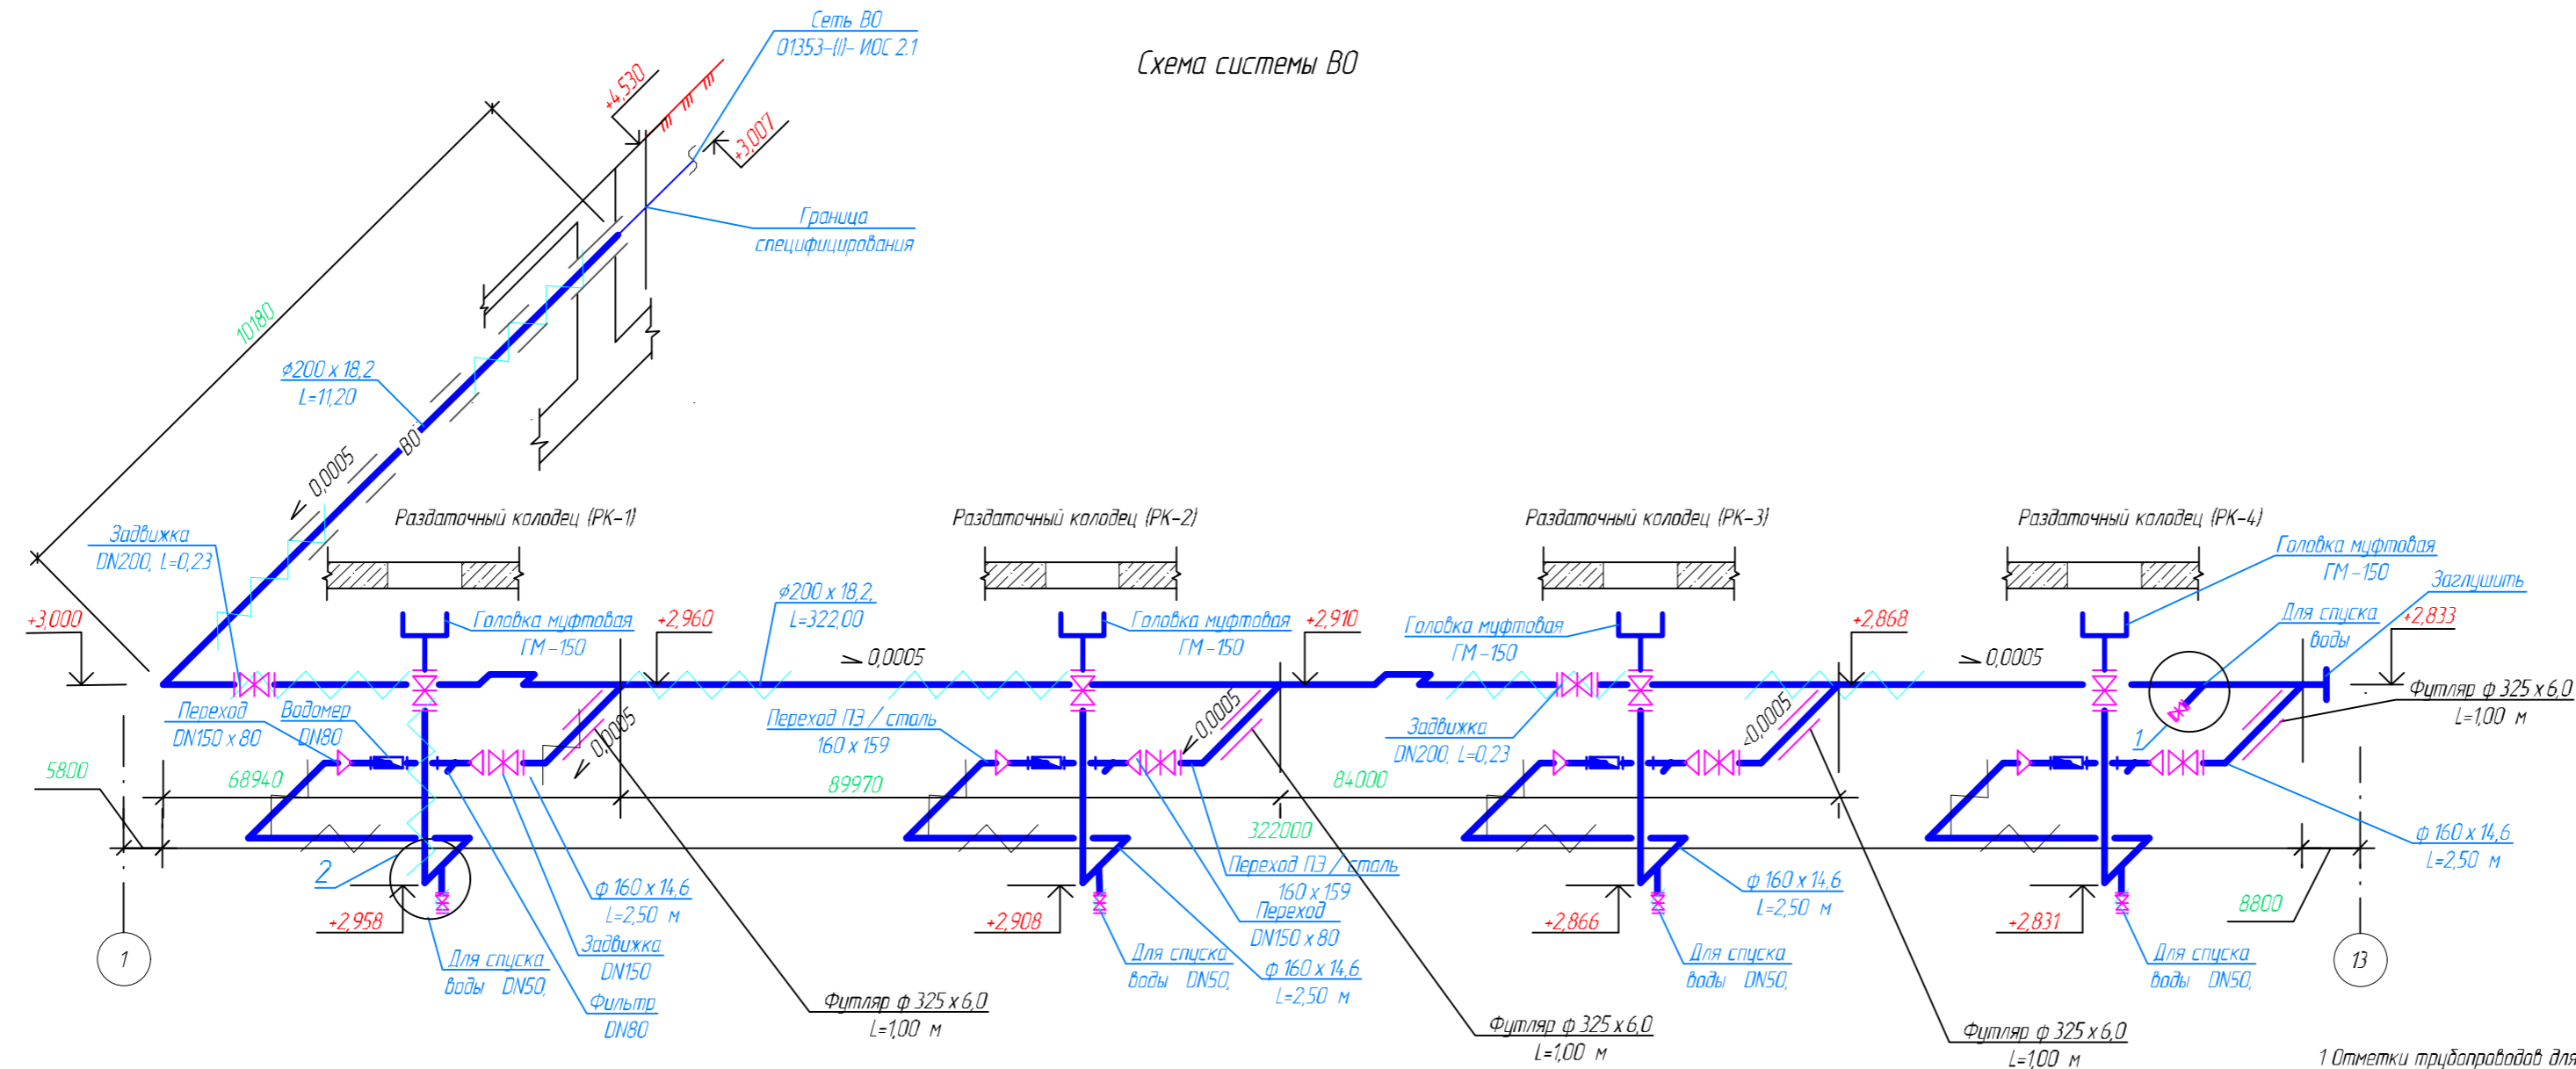 Сеть В0
01353-(I)- ИОС 2.1
Схема системы В0
+4,530
+3,007
Граница
специфицирования
10180
ϕ200 x 18,2
L=11,20
В0
0,0005
Раздаточный колодец (РК-1)
Раздаточный колодец (РК-2)
Раздаточный колодец (РК-3)
Раздаточный колодец (РК-4)
Задвижка
DN200, L=0,23
Головка муфтовая
ГМ-150
Заглушить
+3,000
Головка муфтовая
ГМ-150
+2,960
ϕ200 x 18,2,
L=322,00
0,0005
Головка муфтовая
ГМ-150
+2,910
Головка муфтовая
ГМ-150
+2,868
0,0005
Для спуска
воды
+2,833
Футляр ϕ 325 x 6,0
L=1,00 м
Переход
DN150 x 80
Водомер
DN80
0,0005
Переход ПЭ / сталь
160 x 159
0,0005
Задвижка
DN200, L=0,23
0,0005
1
5800
68940
89970
84000
322000
2
ϕ 160 x 14,6
L=2,50 м
Переход ПЭ / сталь
160 x 159
ϕ 160 x 14,6
L=2,50 м
ϕ 160 x 14,6
L=2,50 м
8800
+2,958
+2,908
Переход
DN150 x 80
+2,866
+2,831
1
Для спуска
воды DN50,
Задвижка
DN150
Для спуска
воды DN50,
ϕ 160 x 14,6
L=2,50 м
Для спуска
воды DN50,
Для спуска
воды DN50,
13
Фильтр
DN80
Футляр ϕ 325 x 6,0
L=1,00 м
Футляр ϕ 325 x 6,0
L=1,00 м
Футляр ϕ 325 x 6,0
L=1,00 м
1 Отметки трубопроводов для